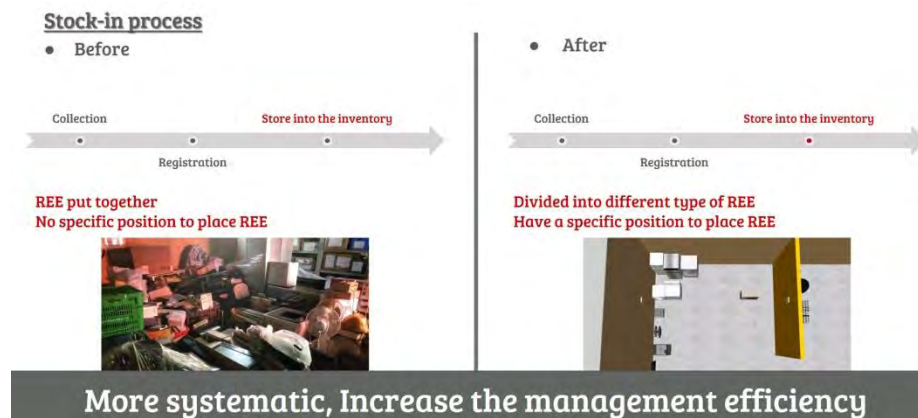 Stock-in process
● Before
Collection
Store into the inventory
Registration
REE put together
No specific position to place REE
● After
Collection
Store into the inventory
Registration
Divided into different type of REE
Have a specific position to place REE
More systematic, Increase the management efficiency